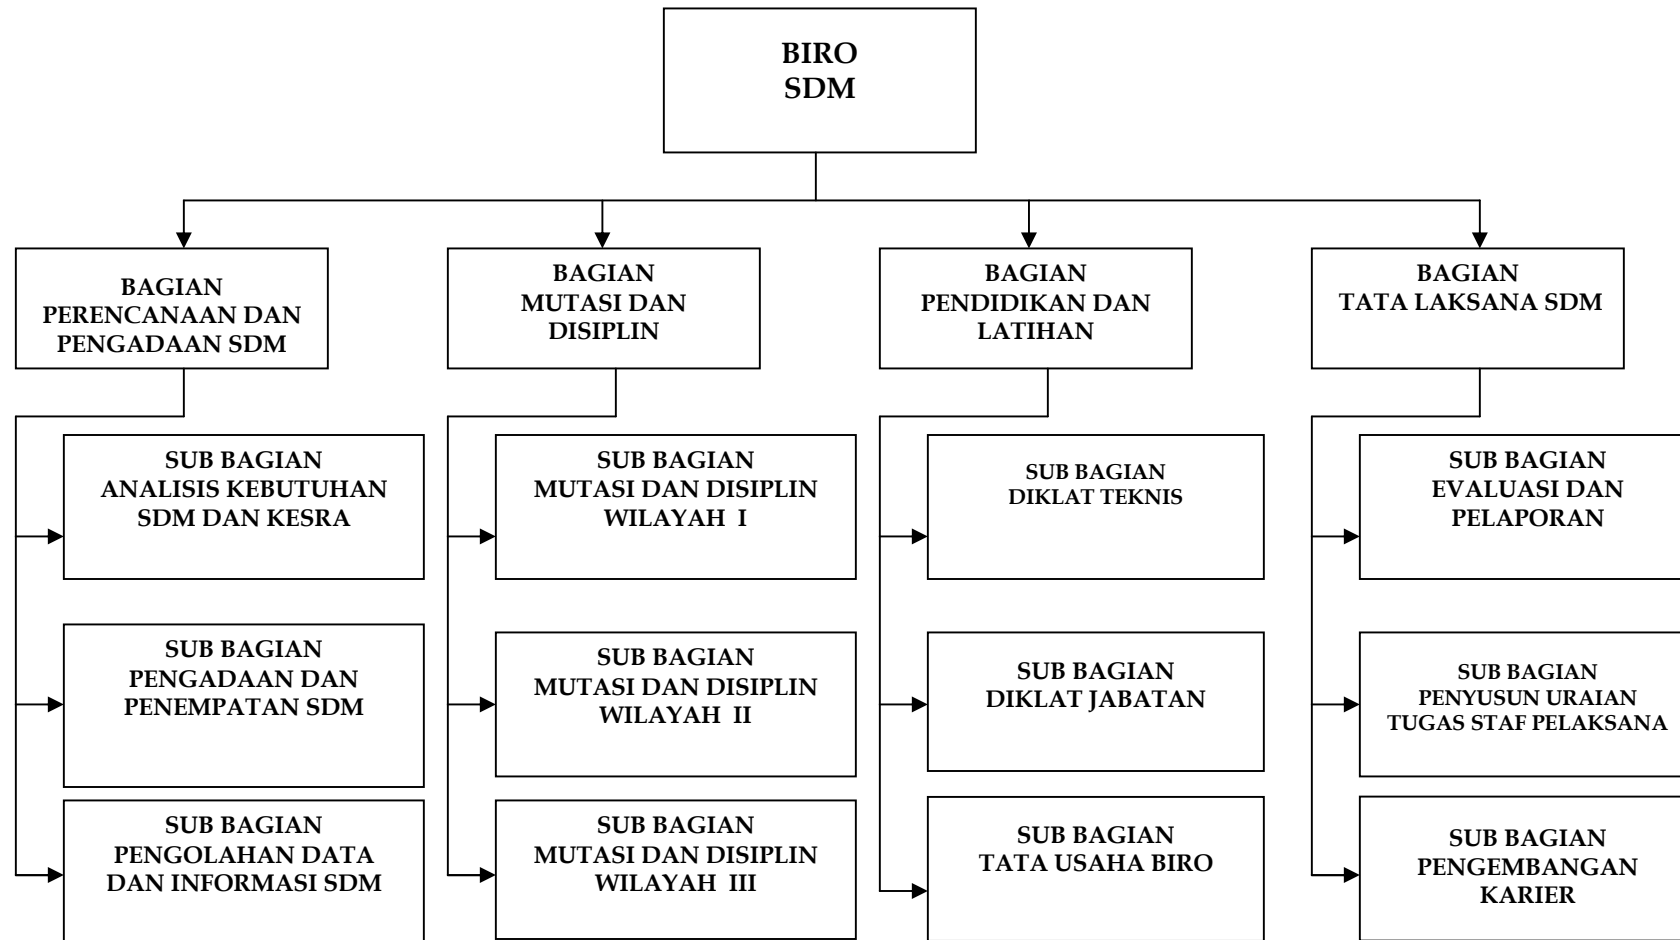 BIRO
SDM
BAGIAN
PERENCANAAN DAN
PENGADAAN SDM
BAGIAN
MUTASI DAN
DISIPLIN
BAGIAN
PENDIDIKAN DAN
LATIHAN
BAGIAN
TATA LAKSANA SDM
SUB BAGIAN
ANALISIS KEBUTUHAN
SDM DAN KESRA
SUB BAGIAN
MUTASI DAN DISIPLIN
WILAYAH I
SUB BAGIAN
DIKLAT TEKNIS
SUB BAGIAN
EVALUASI DAN
PELAPORAN
SUB BAGIAN
PENGADAAN DAN
PENEMPATAN SDM
SUB BAGIAN
MUTASI DAN DISIPLIN
WILAYAH II
SUB BAGIAN
DIKLAT JABATAN
SUB BAGIAN
PENYUSUN URAIAN
TUGAS STAF PELAKSANA
SUB BAGIAN
PENGOLAHAN DATA
DAN INFORMASI SDM
SUB BAGIAN
MUTASI DAN DISIPLIN
WILAYAH III
SUB BAGIAN
TATA USAHA BIRO
SUB BAGIAN
PENGEMBANGAN
KARIER